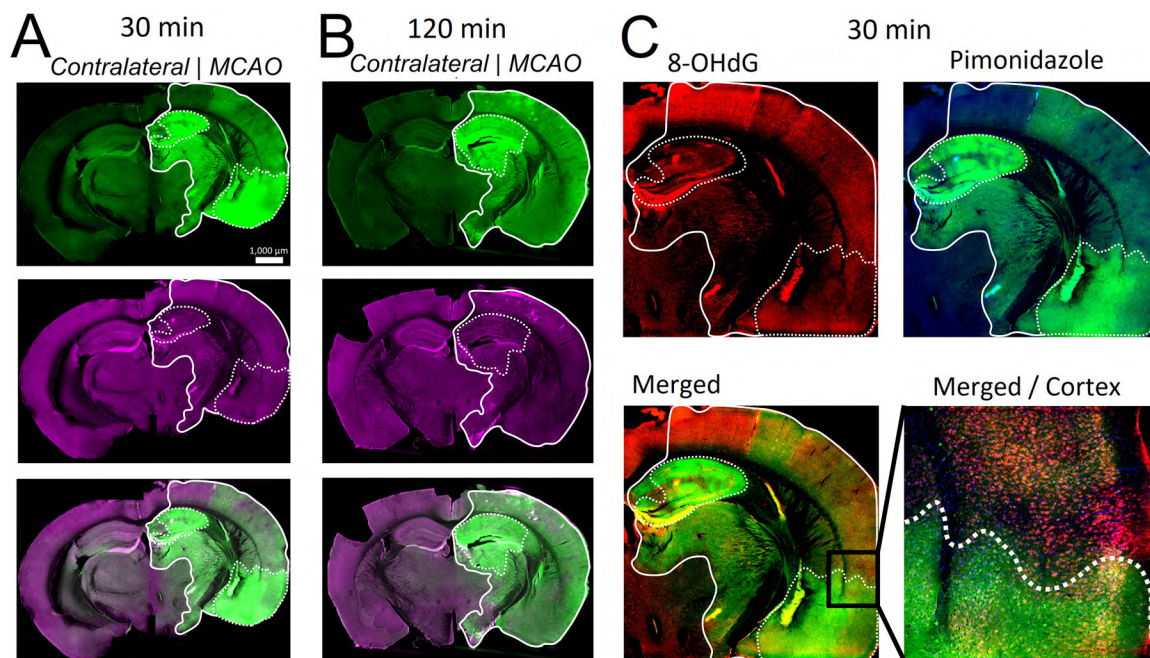 A
30 min
Contralateral | MCAO
1,000 µm
B
120 min
Contralateral | MCAO
C
30 min
8-OHdG
Pimonidazole
Merged
Merged / Cortex